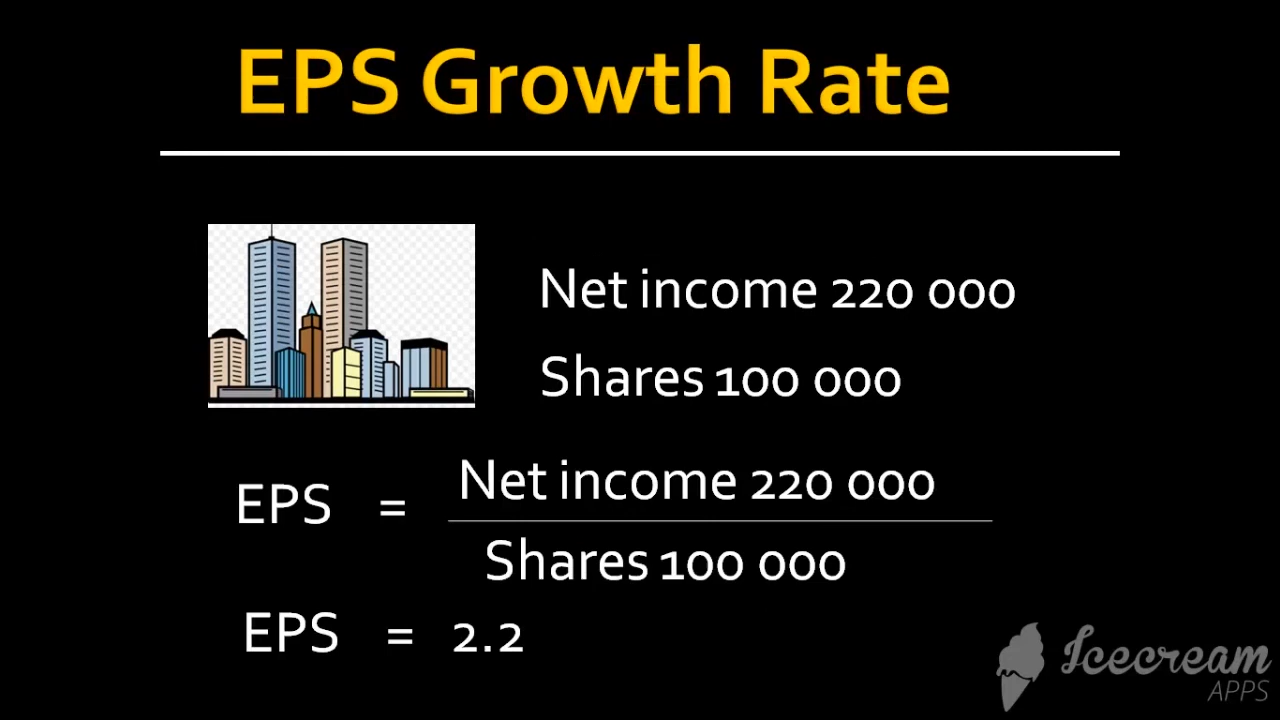 EPS Growth Rate
Net income 220 000
Shares 100 000
EPS = Net income 220 000
Shares 100 000
EPS = 2.2
Icecream
APPS